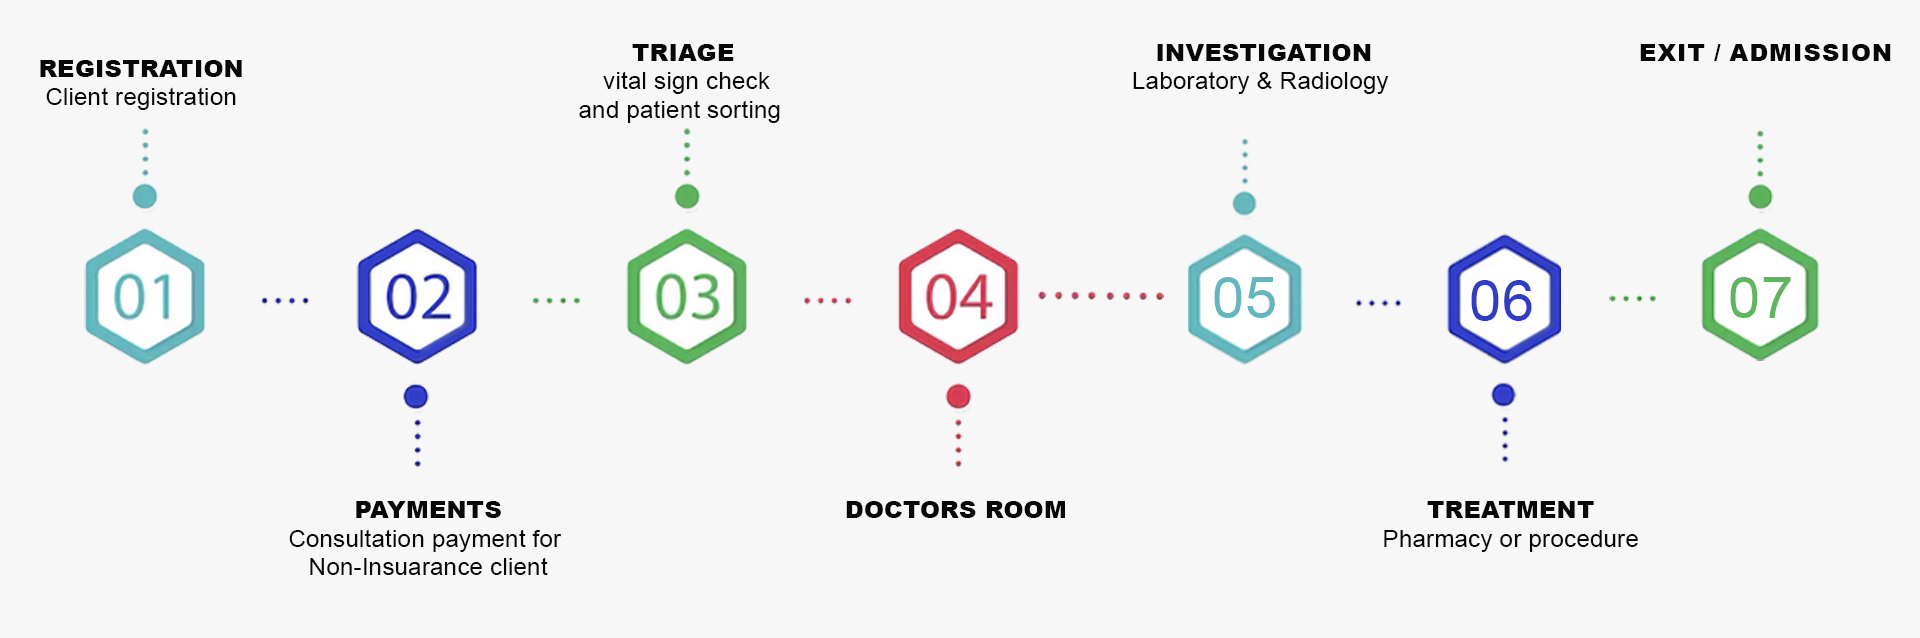 REGISTRATION
Client registration
01
02
PAYMENTS
Consultation payment for
Non-Insuarance client
TRIAGE
vital sign check
and patient sorting
03
04
DOCTORS ROOM
INVESTIGATION
Laboratory & Radiology
05
06
TREATMENT
Pharmacy or procedure
EXIT / ADMISSION
07